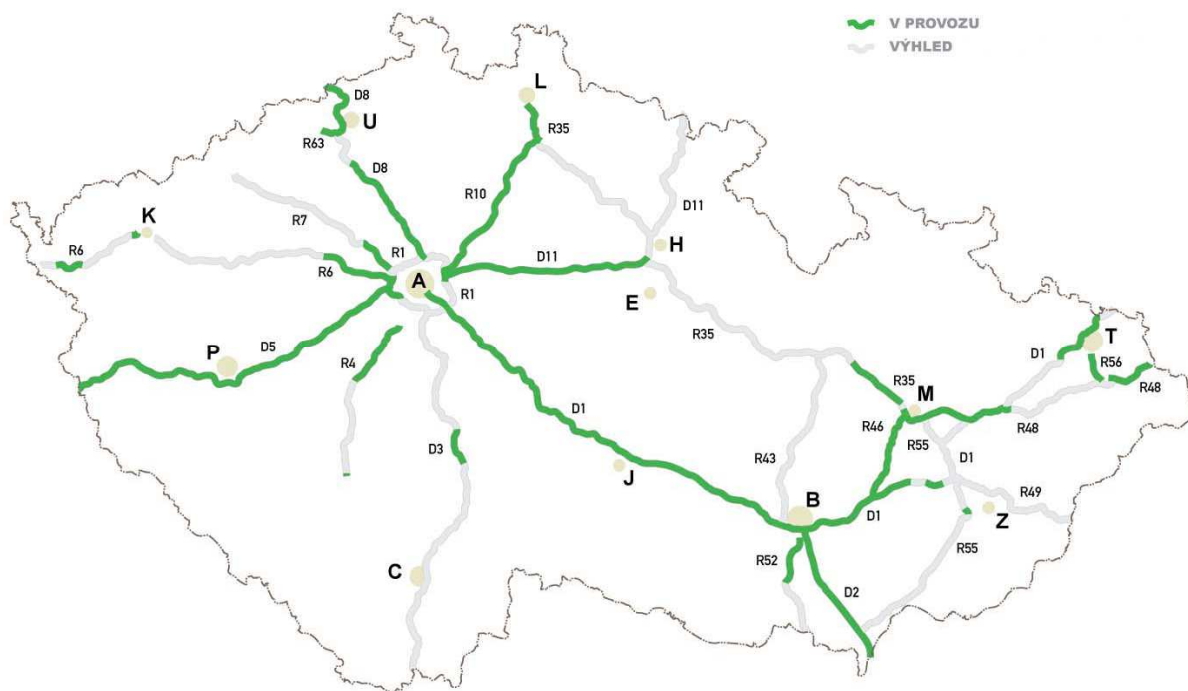 V PROVOZU
VÝHLED
D8
L
U
R35
R63
D8
R10
D11
K
R7
H
R6
R1
D11
R6
A
R1
E
R35
T
D1
R56
P
D5
R4
R48
R35
M
D1
R46
R48
R55
D3
R43
D1
J
B
R49
D1
Z
R55
R52
C
D2